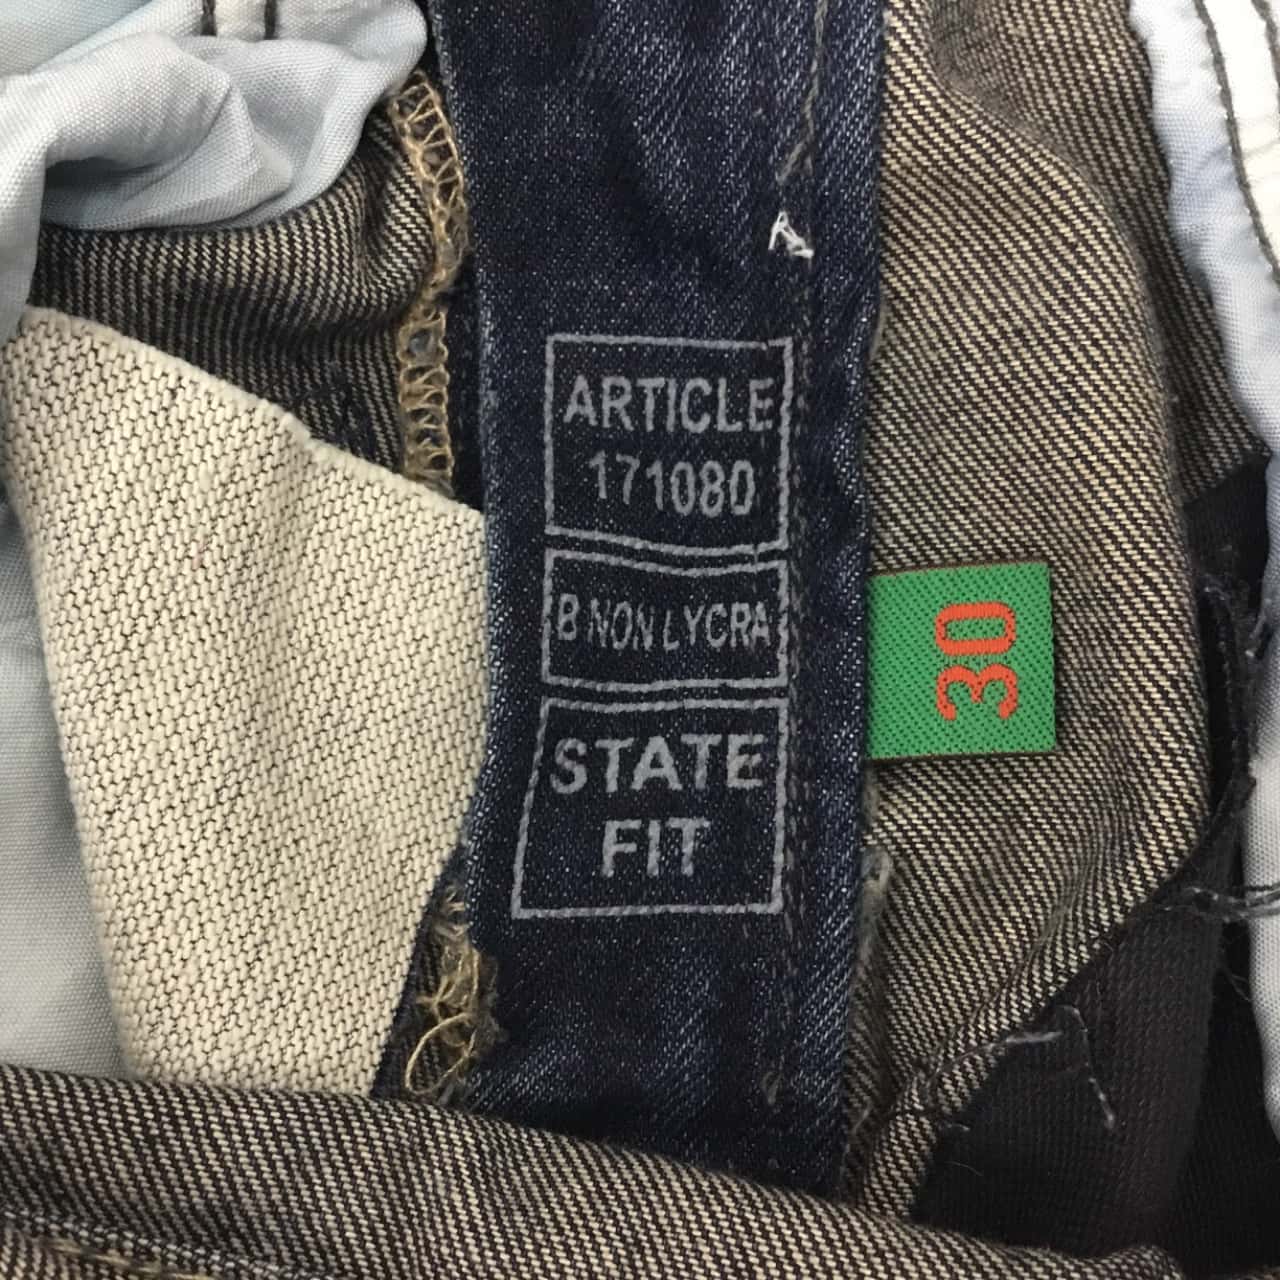 ARTICLE
171080
B NON LYCRA
STATE
FIT
30